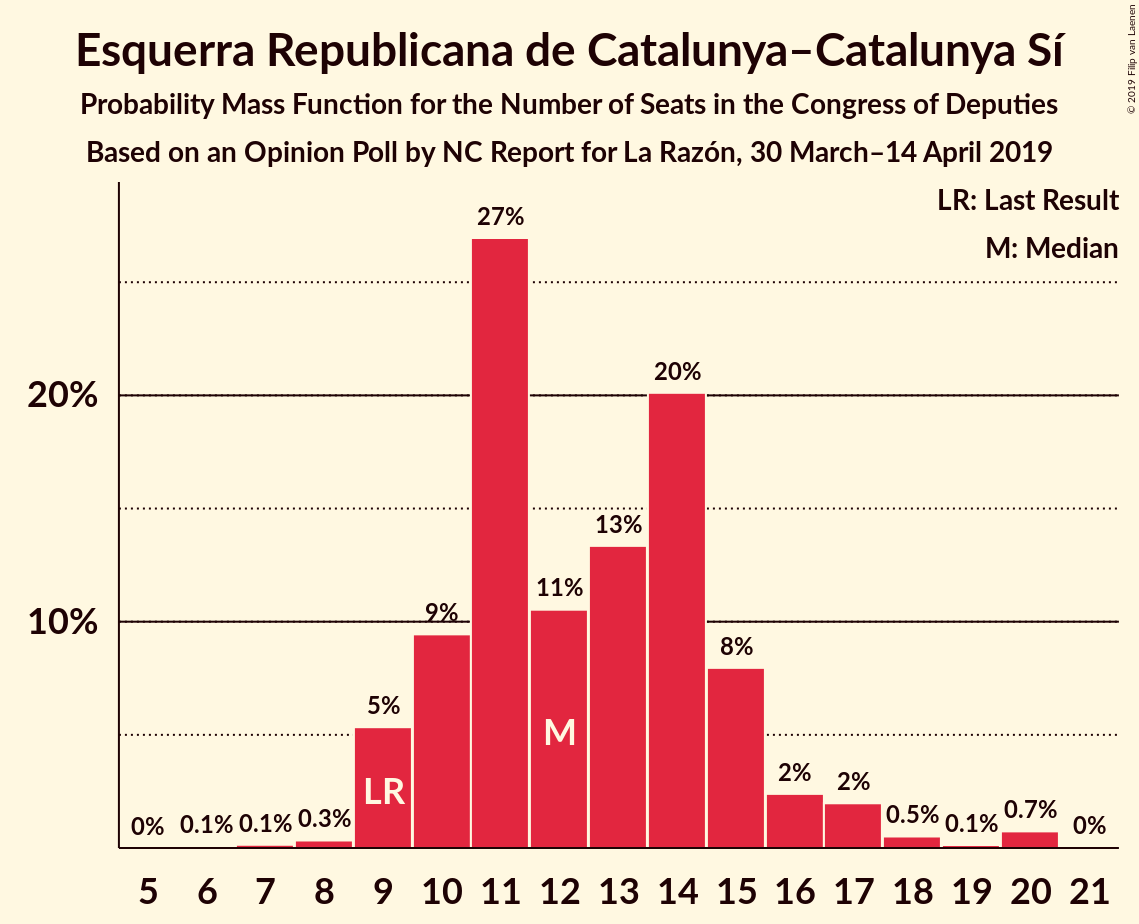 Esquerra Republicana de Catalunya–Catalunya Sí
Probability Mass Function for the Number of Seats in the Congress of Deputies
Based on an Opinion Poll by NC Report for La Razón, 30 March–14 April 2019
© 2019 Filip van Laenen
LR: Last Result
M: Median
20%
10%
0% 0.1% 0.1% 0.3% 5% 9% 27% 11% 13% 20% 8% 2% 2% 0.5% 0.1% 0.7% 0%
LR M
5 6 7 8 9 10 11 12 13 14 15 16 17 18 19 20 21